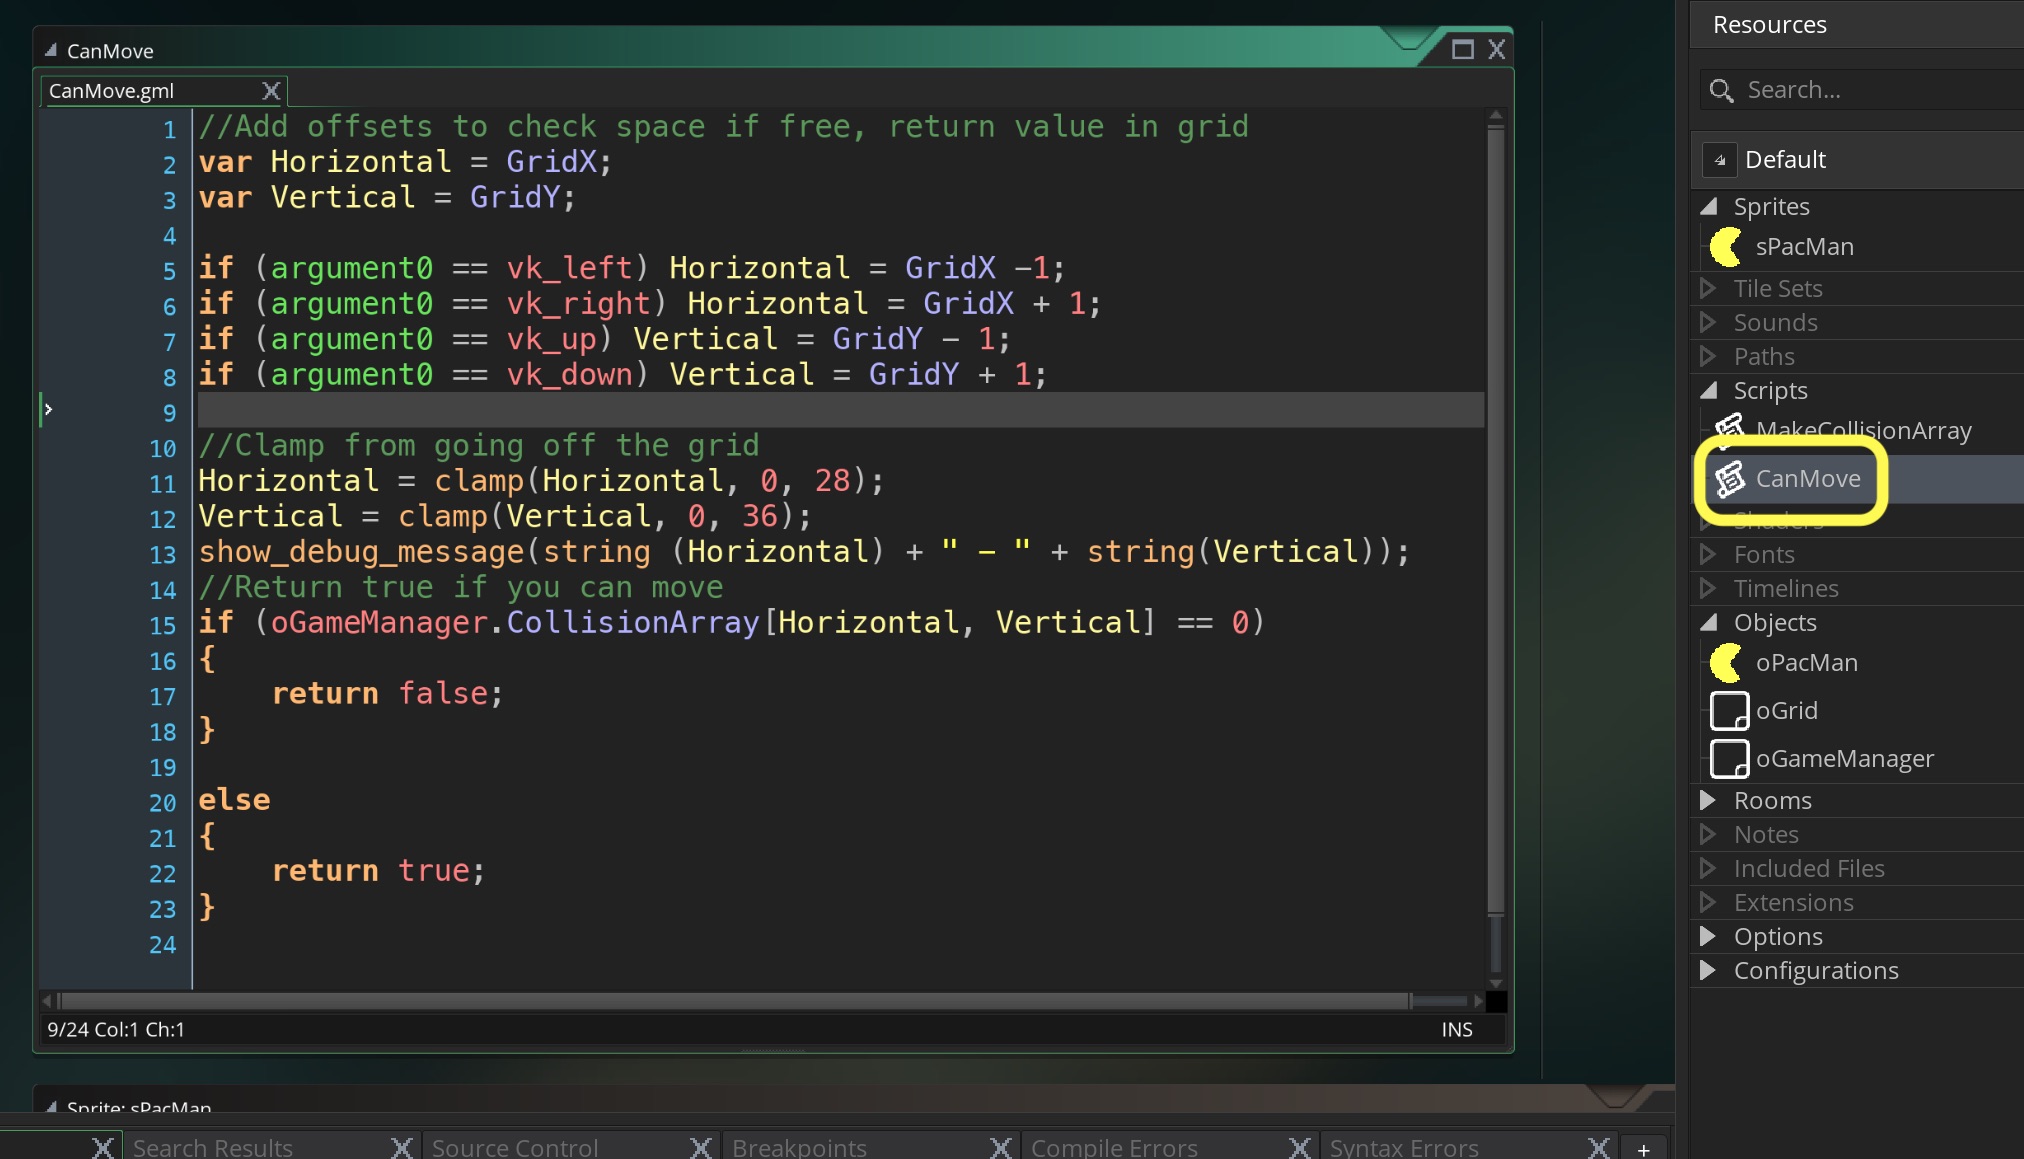 CanMove
CanMove.gml
1 //Add offsets to check space if free, return value in grid
2 var Horizontal = GridX;
3 var Vertical = GridY;
4
5 if (argument0 == vk_left) Horizontal = GridX -1;
6 if (argument0 == vk_right) Horizontal = GridX + 1;
7 if (argument0 == vk_up) Vertical = GridY - 1;
8 if (argument0 == vk_down) Vertical = GridY + 1;
9
10 //Clamp from going off the grid
11 Horizontal = clamp(Horizontal, 0, 28);
12 Vertical = clamp(Vertical, 0, 36);
13 show_debug_message(string (Horizontal) + " - " + string(Vertical));
14 //Return true if you can move
15 if (oGameManager.CollisionArray[Horizontal, Vertical] == 0)
16 {
17     return false;
18 }
19
20 else
21 {
22     return true;
23 }
24
9/24 Col:1 Ch:1
INS
Sprite: sPacMan
Search Results
Source Control
Breakpoints
Compile Errors
Syntax Errors
+
Resources
Search...
Default
Sprites
sPacMan
Tile Sets
Sounds
Paths
Scripts
MakeCollisionArray
CanMove
Shaders
Fonts
Timelines
Objects
oPacMan
oGrid
oGameManager
Rooms
Notes
Included Files
Extensions
Options
Configurations